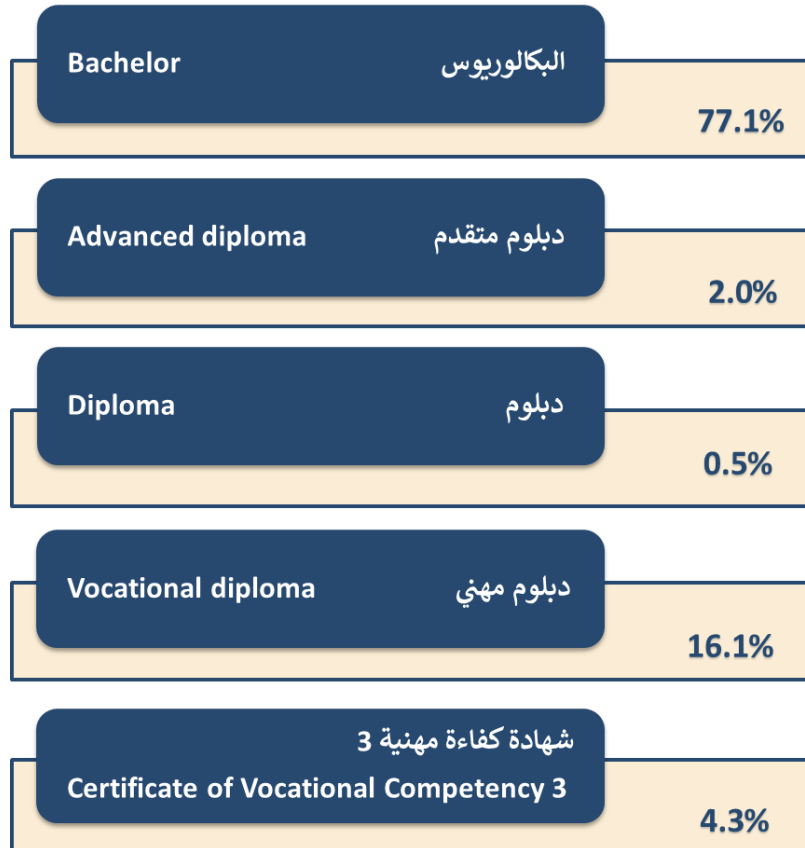 Bachelor البكالوريوس
77.1%
Advanced diploma دبلوم متقدم
2.0%
Diploma دبلوم
0.5%
Vocational diploma دبلوم مهني
16.1%
شهادة كفاءة مهنية 3
Certificate of Vocational Competency 3
4.3%